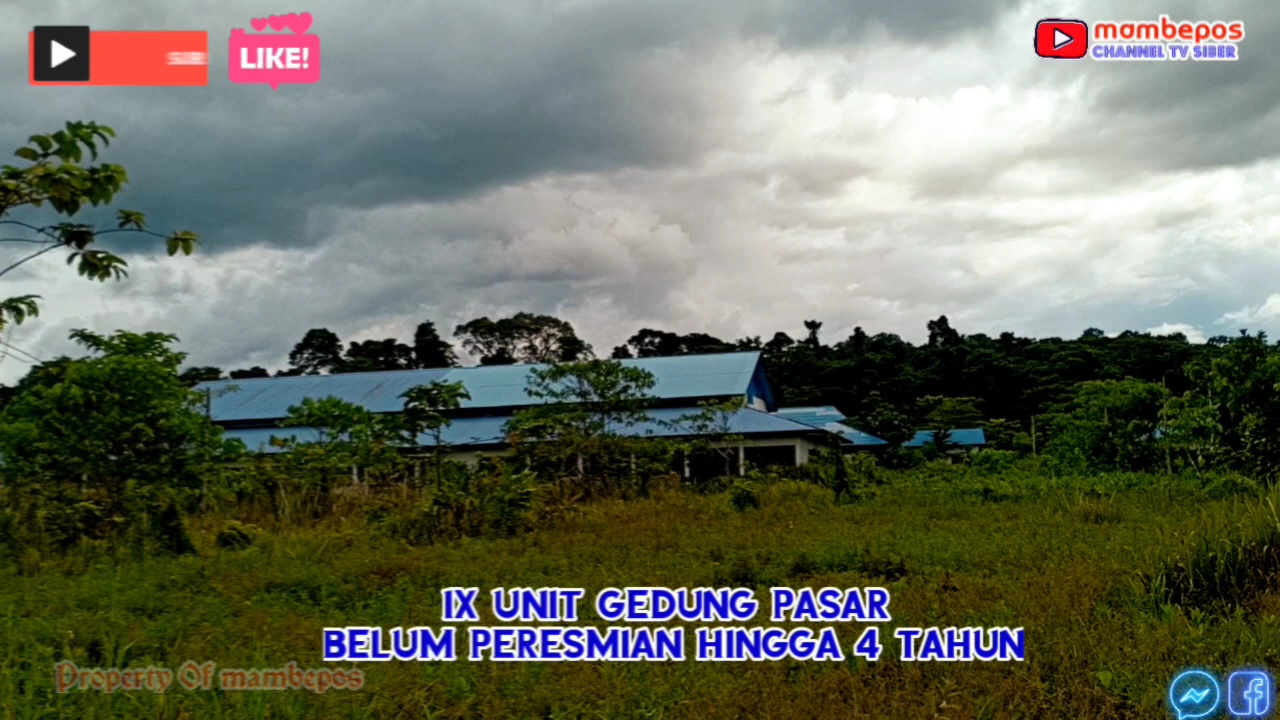 LIKE!
mambepos
CHANNEL TV SIBER
IX UNIT GEDUNG PASAR
BELUM PERESMIAN HINGGA 4 TAHUN
Property Of mambepos